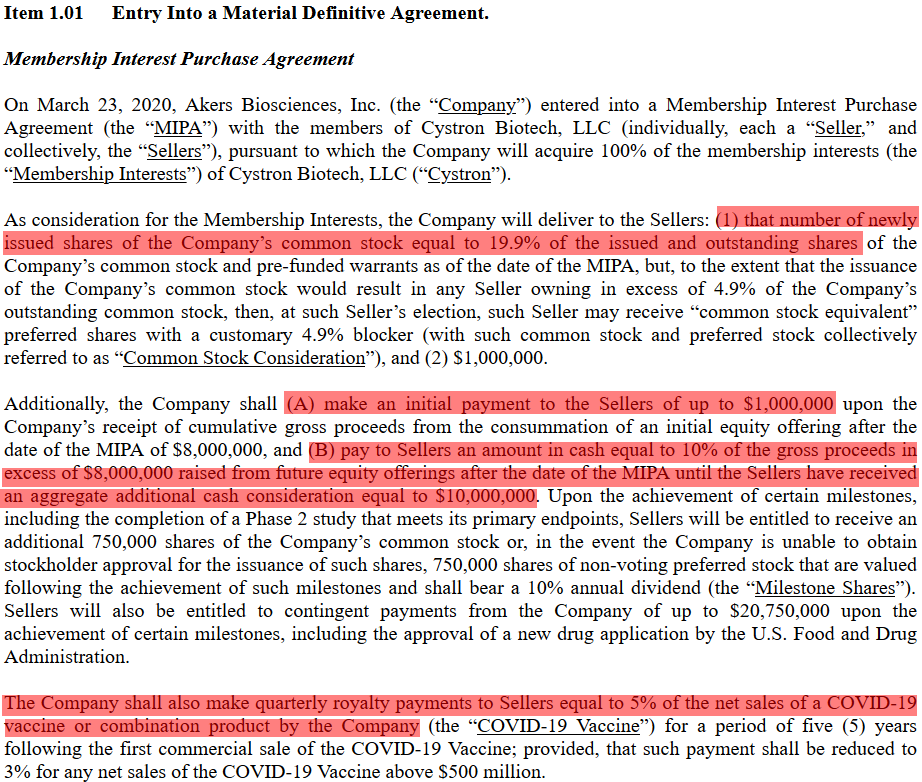 Item 1.01 Entry Into a Material Definitive Agreement.
Membership Interest Purchase Agreement
On March 23, 2020, Akers Biosciences, Inc. (the “Company”) entered into a Membership Interest Purchase
Agreement (the “MIPA”) with the members of Cystron Biotech, LLC (individually, each a “Seller,” and
collectively, the “Sellers”), pursuant to which the Company will acquire 100% of the membership interests (the
“Membership Interests”) of Cystron Biotech, LLC (“Cystron”).
As consideration for the Membership Interests, the Company will deliver to the Sellers: (1) that number of newly
issued shares of the Company’s common stock equal to 19.9% of the issued and outstanding shares of the
Company’s common stock and pre-funded warrants as of the date of the MIPA, but, to the extent that the issuance
of the Company’s common stock would result in any Seller owning in excess of 4.9% of the Company’s
outstanding common stock, then, at such Seller’s election, such Seller may receive “common stock equivalent”
preferred shares with a customary 4.9% blocker (with such common stock and preferred stock collectively
referred to as “Common Stock Consideration”), and (2) $1,000,000.
Additionally, the Company shall (A) make an initial payment to the Sellers of up to $1,000,000 upon the
Company’s receipt of cumulative gross proceeds from the consummation of an initial equity offering after the
date of the MIPA of $8,000,000, and (B) pay to Sellers an amount in cash equal to 10% of the gross proceeds in
excess of $8,000,000 raised from future equity offerings after the date of the MIPA until the Sellers have received
an aggregate additional cash consideration equal to $10,000,000. Upon the achievement of certain milestones,
including the completion of a Phase 2 study that meets its primary endpoints, Sellers will be entitled to receive an
additional 750,000 shares of the Company’s common stock or, in the event the Company is unable to obtain
stockholder approval for the issuance of such shares, 750,000 shares of non-voting preferred stock that are valued
following the achievement of such milestones and shall bear a 10% annual dividend (the “Milestone Shares”).
Sellers will also be entitled to contingent payments from the Company of up to $20,750,000 upon the
achievement of certain milestones, including the approval of a new drug application by the U.S. Food and Drug
Administration.
The Company shall also make quarterly royalty payments to Sellers equal to 5% of the net sales of a COVID-19
vaccine or combination product by the Company (the “COVID-19 Vaccine”) for a period of five (5) years
following the first commercial sale of the COVID-19 Vaccine; provided, that such payment shall be reduced to
3% for any net sales of the COVID-19 Vaccine above $500 million.